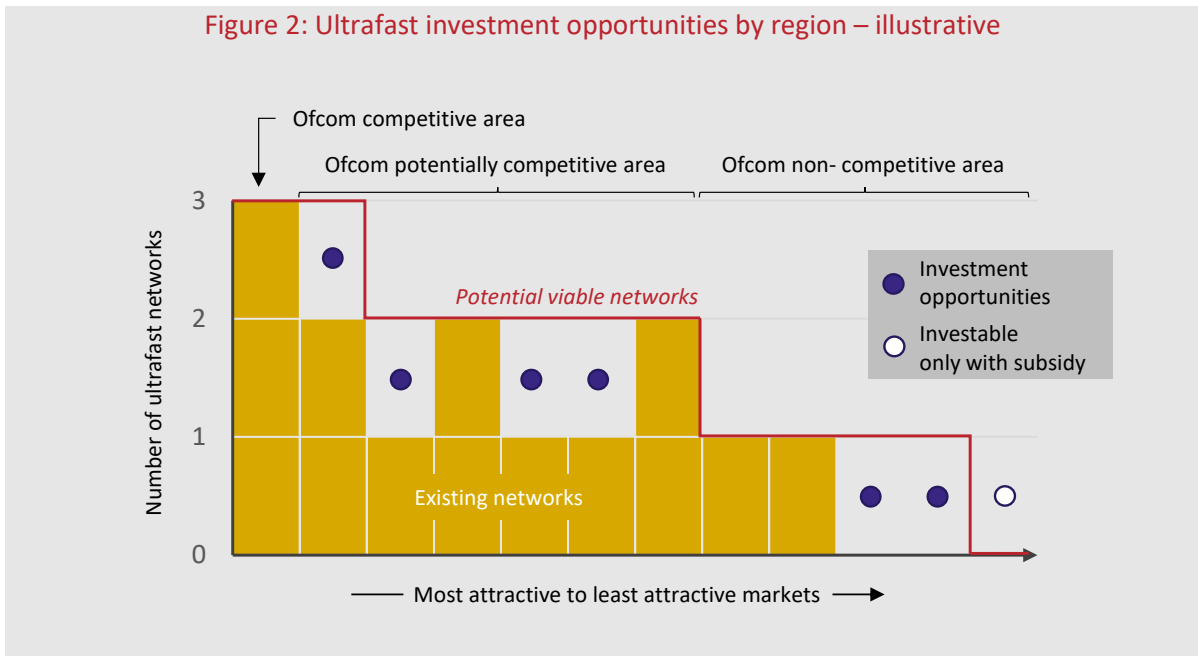 Figure 2: Ultrafast investment opportunities by region – illustrative
Ofcom competitive area
Ofcom potentially competitive area
Ofcom non- competitive area
Number of ultrafast networks
3
2
1
0
Potential viable networks
Existing networks
Investment
opportunities
Investable
only with subsidy
Most attractive to least attractive markets